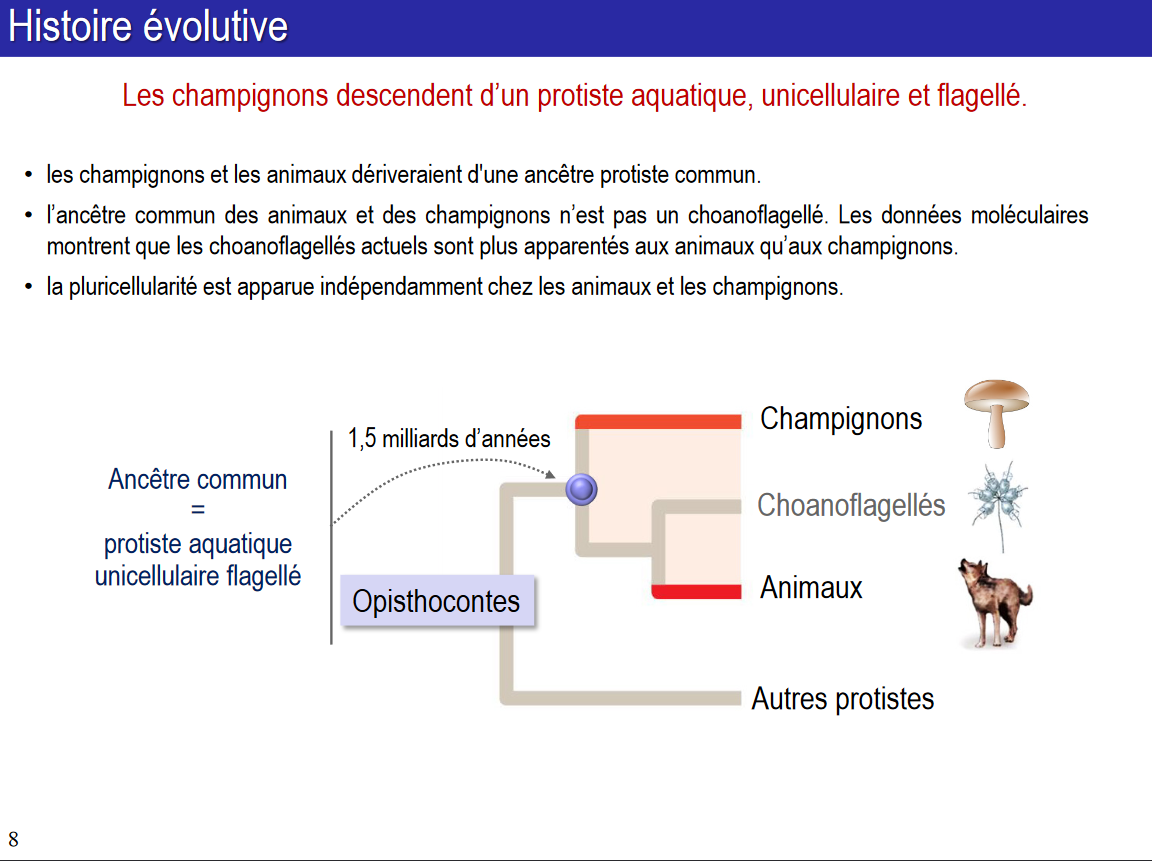 Histoire évolutive
Les champignons descendent d’un protiste aquatique, unicellulaire et flagellé.
• les champignons et les animaux dériveraient d'une ancêtre protiste commun.
• l’ancêtre commun des animaux et des champignons n’est pas un choanoflagellé. Les données moléculaires
montrent que les choanoflagellés actuels sont plus apparentés aux animaux qu’aux champignons.
• la pluricellularité est apparue indépendamment chez les animaux et les champignons.
Ancêtre commun
=
protiste aquatique
unicellulaire flagellé
1,5 milliards d’années
Opisthocontes
Champignons
Choanoflagellés
Animaux
Autres protistes
8